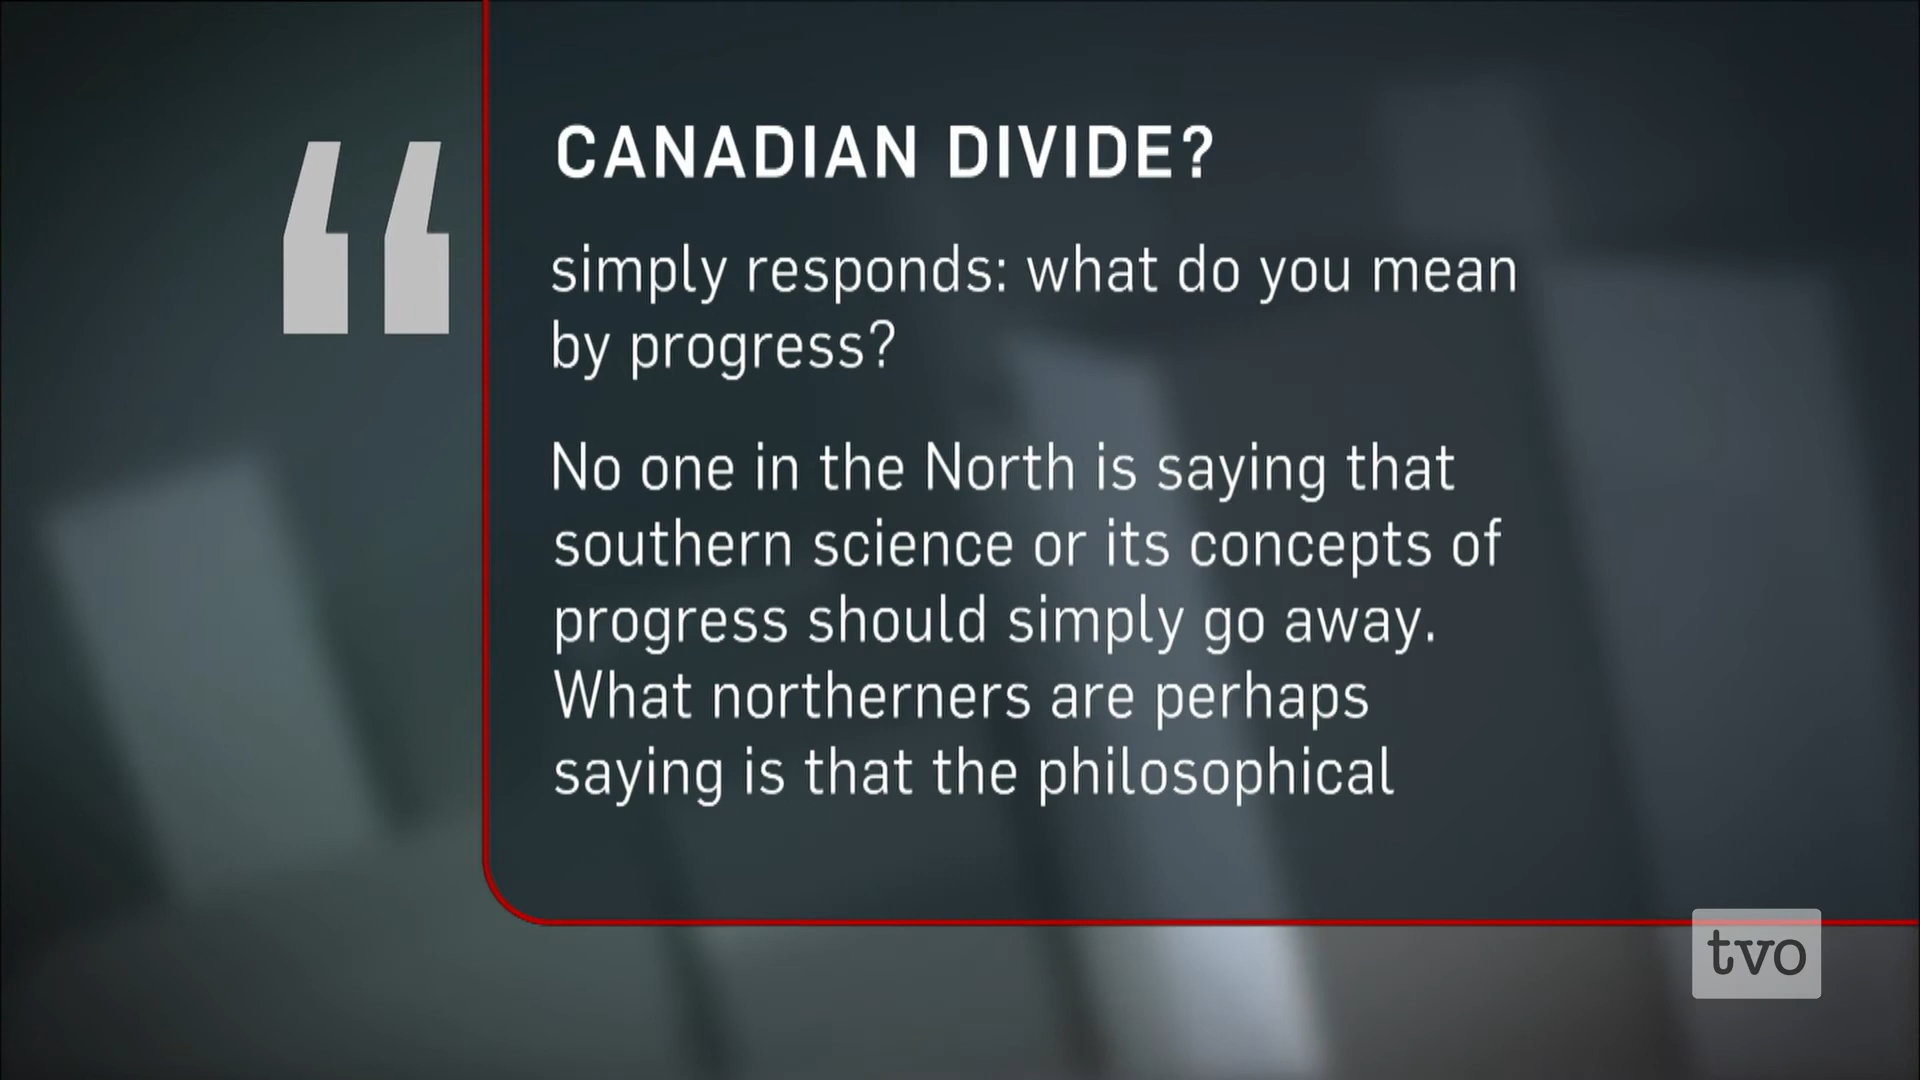 “
CANADIAN DIVIDE?
simply responds: what do you mean
by progress?
No one in the North is saying that
southern science or its concepts of
progress should simply go away.
What northerners are perhaps
saying is that the philosophical
tvo